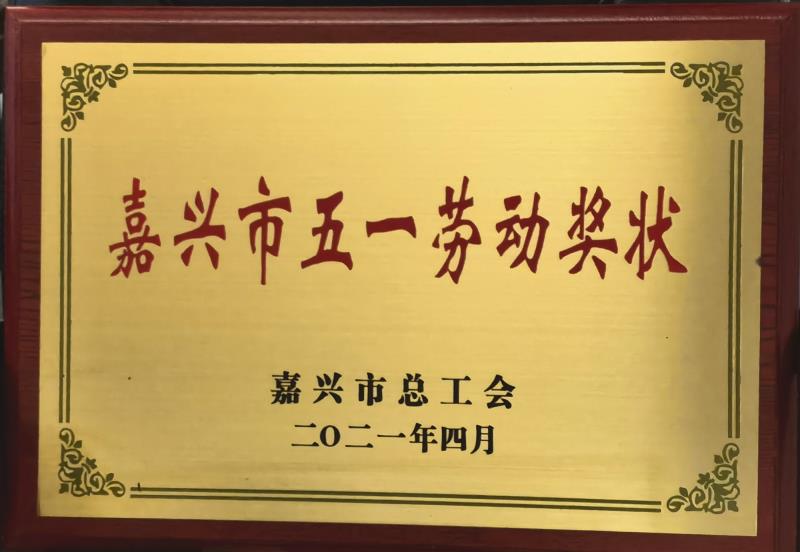 嘉兴市五一劳动奖状
嘉兴市总工会
二〇二一年四月